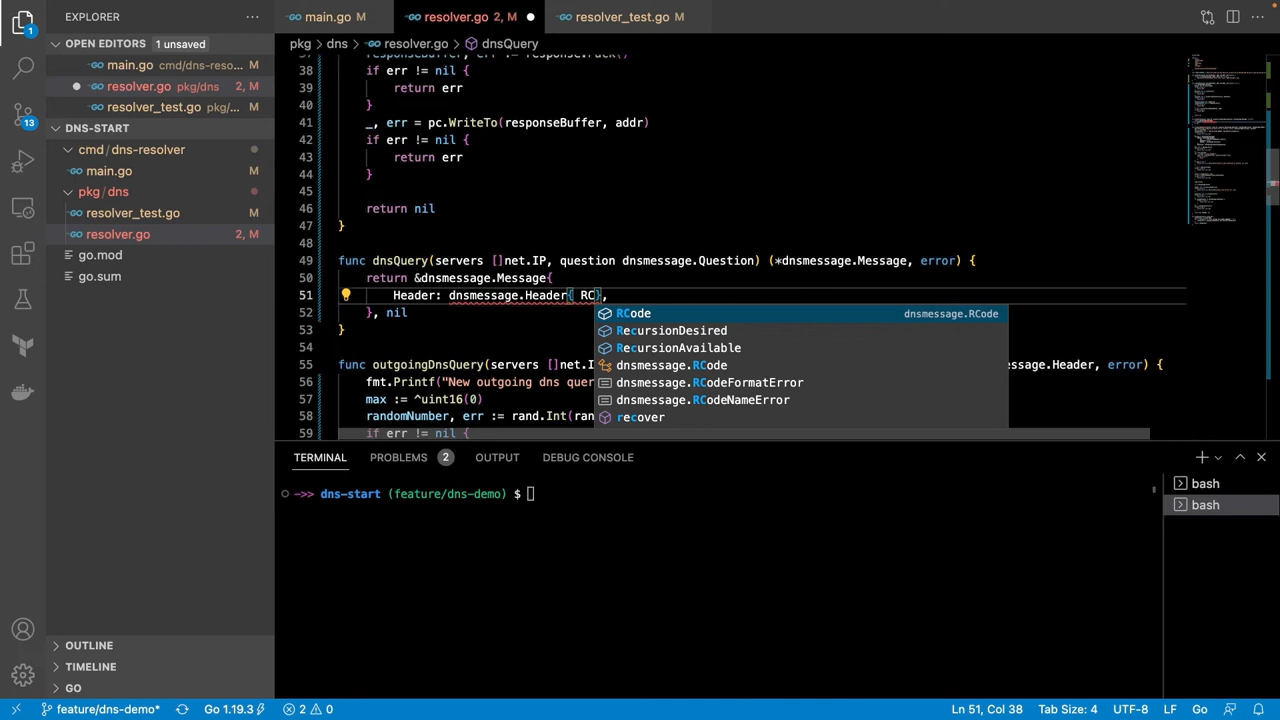 EXPLORER
main.go M
resolver.go 2, M
resolver_test.go M
OPEN EDITORS 1 unsaved
pkg > dns > resolver.go > dnsQuery
main.go cmd/dns-reso... M
resolver.go pkg/dns 2, M
resolver_test.go pkg/... M
DNS-START
cmd/dns-resolver
main.go M
pkg/dns
resolver_test.go M
resolver.go 2, M
go.mod
go.sum
1
13
37 responseBuffer, err := response.Pack()
38 if err != nil {
39 return err
40 }
41 _, err = pc.WriteTo(responseBuffer, addr)
42 if err != nil {
43 return err
44 }
45
46 return nil
47 }
48
49 func dnsQuery(servers []net.IP, question dnsmessage.Question) (*dnsmessage.Message, error) {
50 return &dnsmessage.Message{
51 Header: dnsmessage.Header{ RC},
52 }, nil
53 }
54
55 func outgoingDnsQuery(servers []net.I
ssage.Header, error) {
56 fmt.Printf("New outgoing dns quer
57 max := ^uint16(0)
58 randomNumber, err := rand.Int(ran
59 if err != nil {
RCode dnsmessage.RCode
RecursionDesired
RecursionAvailable
dnsmessage.RCode
dnsmessage.RCodeFormatError
dnsmessage.RCodeNameError
recover
TERMINAL PROBLEMS 2 OUTPUT DEBUG CONSOLE
->> dns-start (feature/dns-demo) $
bash
bash
OUTLINE
TIMELINE
GO
feature/dns-demo* Go 1.19.3 2 0 Ln 51, Col 38 Tab Size: 4 UTF-8 LF Go